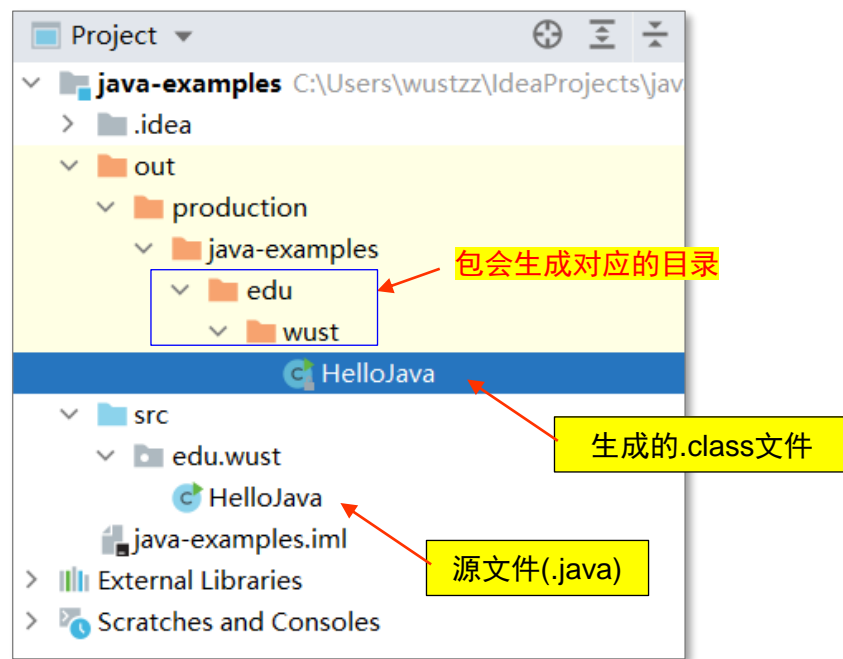 Project
java-examples C:\Users\wustzz\IdeaProjects\jav
.idea
out
production
java-examples
包会生成对应的目录
edu
wust
HelloJava
src
生成的.class文件
edu.wust
HelloJava
java-examples.iml
源文件(.java)
External Libraries
Scratches and Consoles